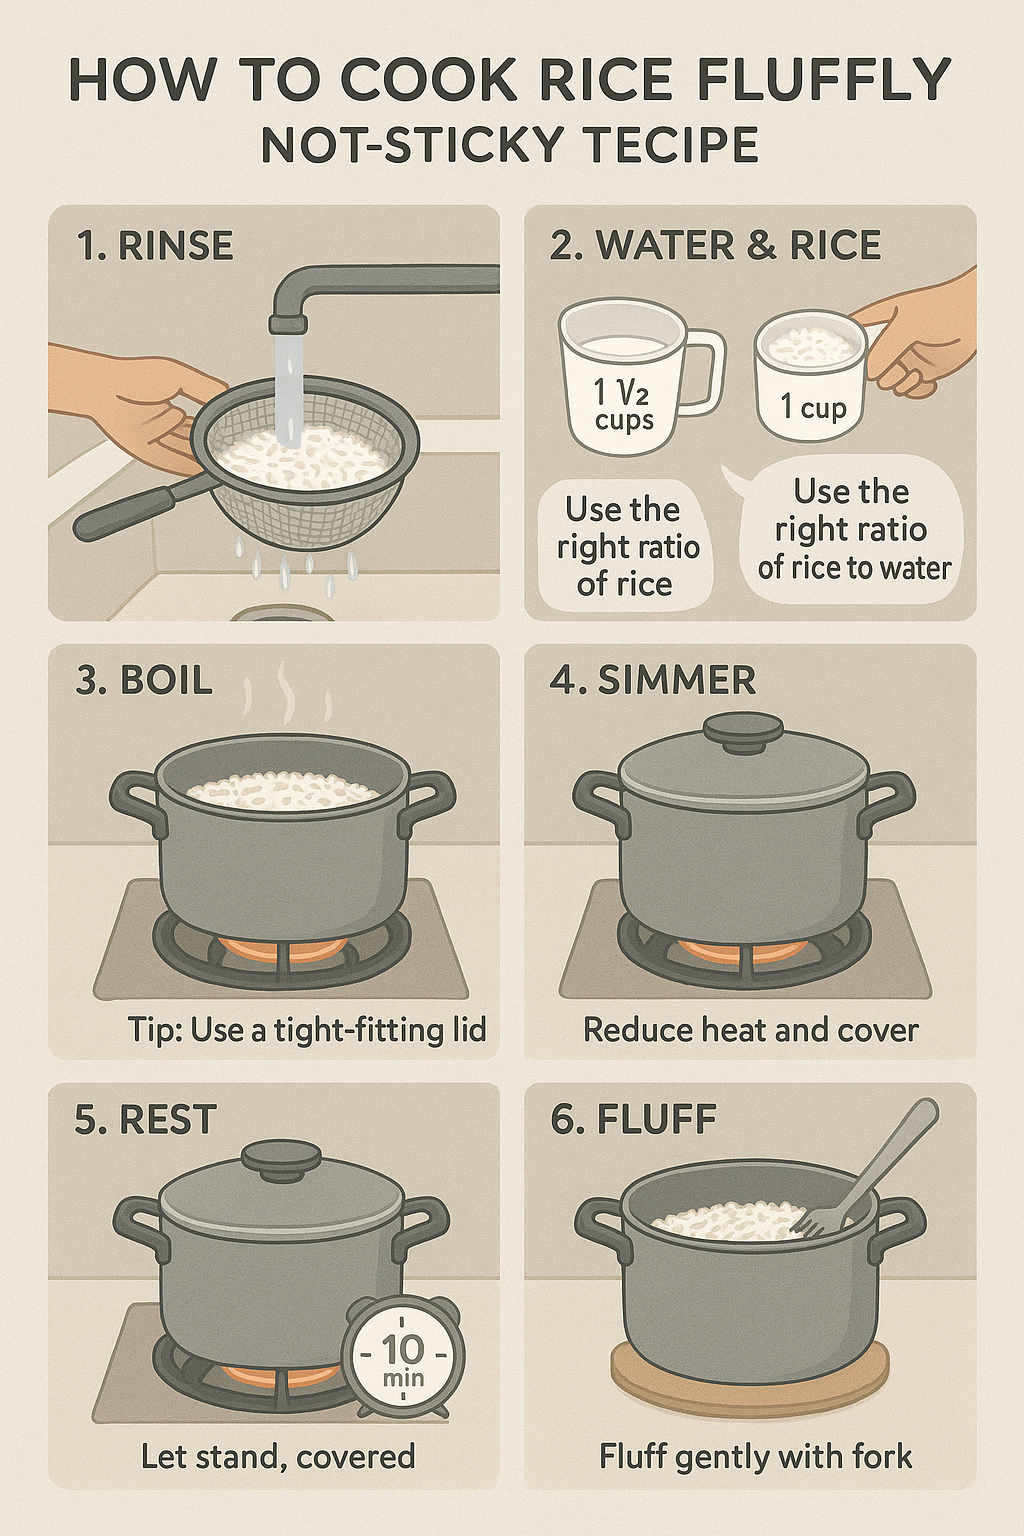 HOW TO COOK RICE FLUFFLY
NOT-STICKY TECIPE
1. RINSE
2. WATER & RICE
1 1/2
cups
1 cup
Use the
right ratio
of rice
Use the
right ratio
of rice to water
3. BOIL
Tip: Use a tight-fitting lid
4. SIMMER
Reduce heat and cover
5. REST
10
min
Let stand, covered
6. FLUFF
Fluff gently with fork